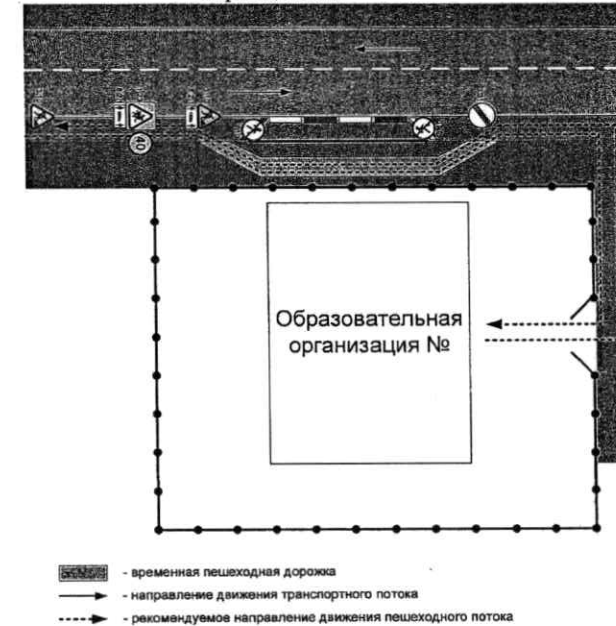 Образовательная
организация №
- временная пешеходная дорожка
- направление движения транспортного потока
- рекомендуемое направление движения пешеходного потока